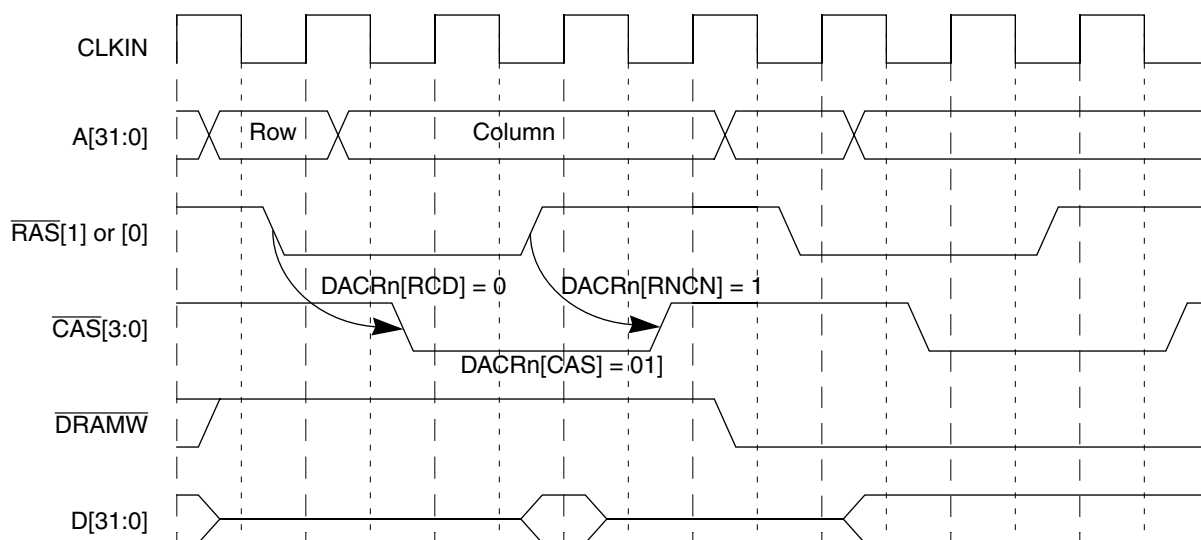 CLKIN
A[31:0]
Row
Column
RAS[1] or [0]
DACRn[RCD] = 0
DACRn[RNCN] = 1
CAS[3:0]
DACRn[CAS] = 01]
DRAMW
D[31:0]